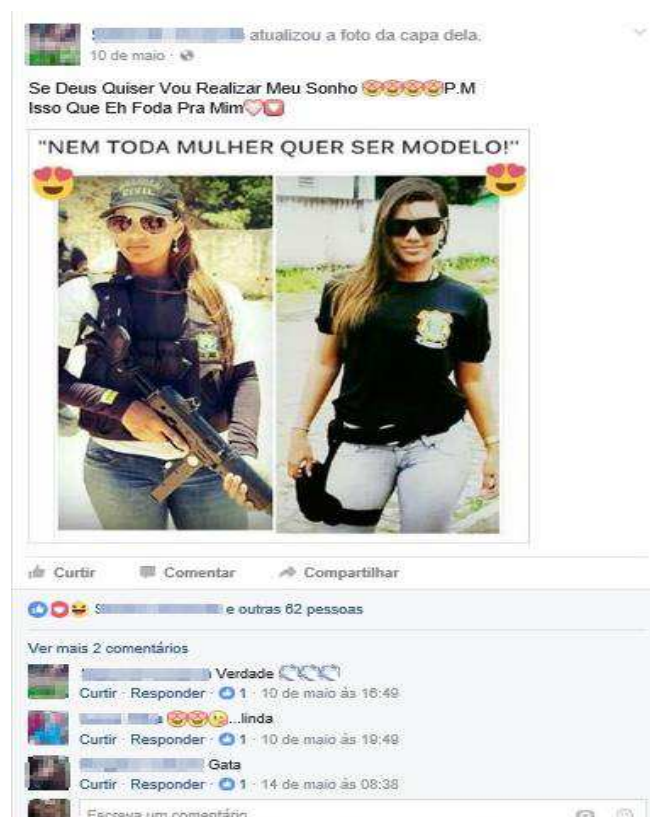 atualizou a foto da capa dela.
10 de maio ·
Se Deus Quiser Vou Realizar Meu Sonho 😍😍😍😍P.M
Isso Que Eh Foda Pra Mim
"NEM TODA MULHER QUER SER MODELO!"
CIVIL
Curtir Comentar Compartilhar
S e outras 62 pessoas
Ver mais 2 comentários
Verdade
Curtir · Responder · 1 · 10 de maio às 16:49
a 😍😍😘...linda
Curtir · Responder · 1 · 10 de maio às 19:49
Gata
Curtir · Responder · 1 · 14 de maio às 08:38
Escreva um comentário